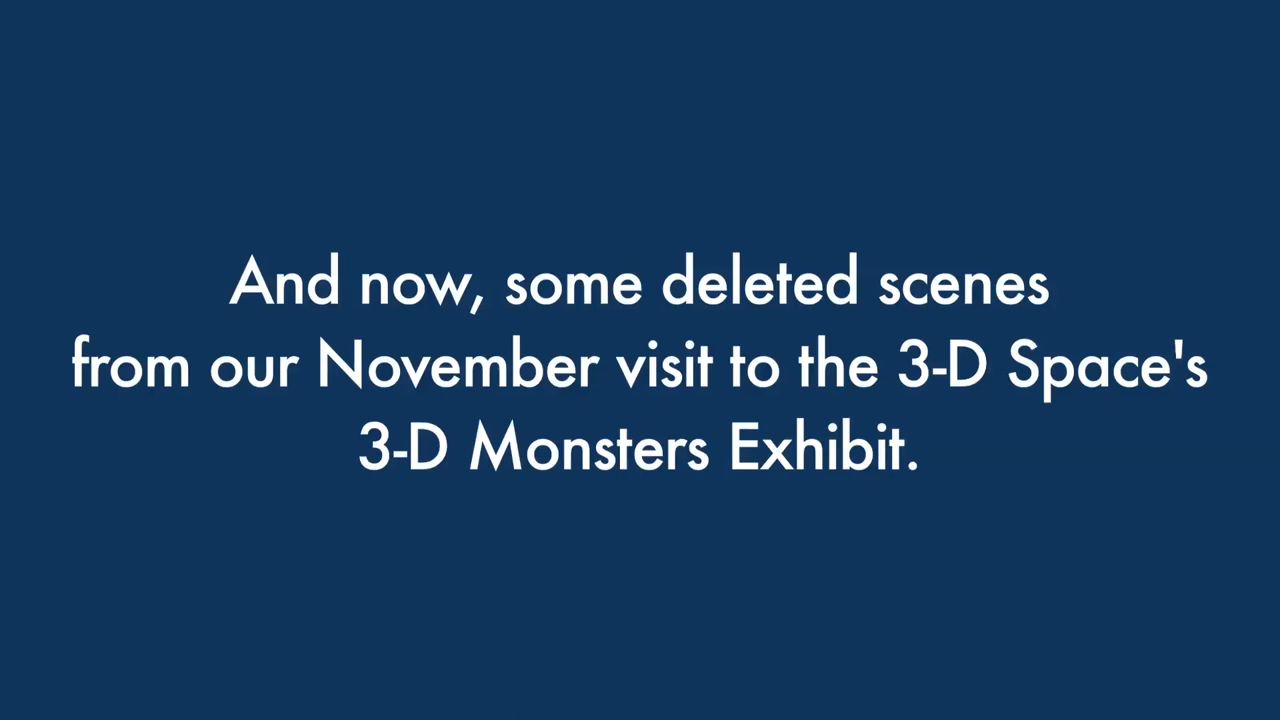 And now, some deleted scenes
from our November visit to the 3-D Space's
3-D Monsters Exhibit.